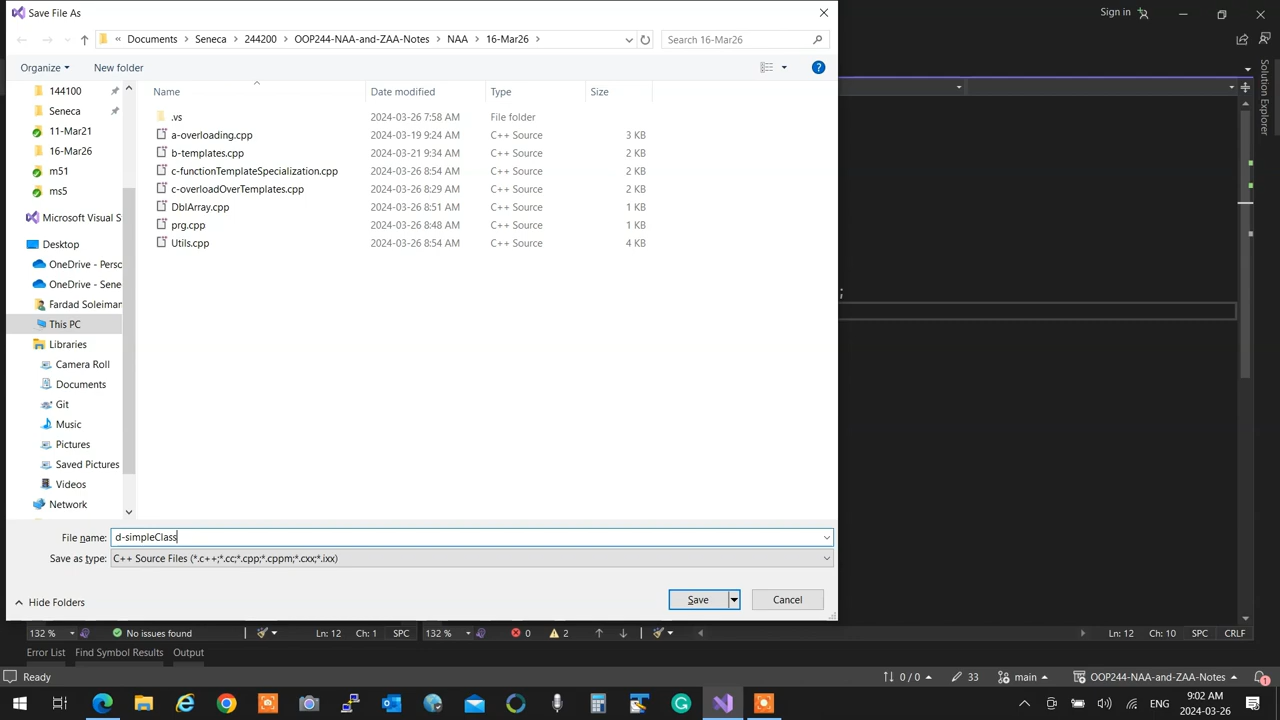 Save File As
Sign in
« Documents Seneca 244200 OOP244-NAA-and-ZAA-Notes NAA 16-Mar26
Search 16-Mar26
Organize
New folder
Solution Explorer
Name Date modified Type Size
144100
Seneca
11-Mar21
16-Mar26
m51
ms5
Microsoft Visual S
Desktop
OneDrive - Persc
OneDrive - Sene
Fardad Soleiman
This PC
Libraries
Camera Roll
Documents
Git
Music
Pictures
Saved Pictures
Videos
Network
.vs 2024-03-26 7:58 AM File folder
a-overloading.cpp 2024-03-19 9:24 AM C++ Source 3 KB
b-templates.cpp 2024-03-21 9:34 AM C++ Source 2 KB
c-functionTemplateSpecialization.cpp 2024-03-26 8:54 AM C++ Source 2 KB
c-overloadOverTemplates.cpp 2024-03-26 8:29 AM C++ Source 2 KB
DblArray.cpp 2024-03-26 8:51 AM C++ Source 1 KB
prg.cpp 2024-03-26 8:48 AM C++ Source 1 KB
Utils.cpp 2024-03-26 8:54 AM C++ Source 4 KB
;
File name: d-simpleClass
Save as type: C++ Source Files (*.c++;*.cc;*.cpp;*.cppm;*.cxx;*.ixx)
Hide Folders
Save
Cancel
132 % No issues found Ln: 12 Ch: 1 SPC 132 % 0 2 Ln: 12 Ch: 10 SPC CRLF
Error List Find Symbol Results Output
Ready 0 / 0 33 main OOP244-NAA-and-ZAA-Notes 1
ENG
9:02 AM
2024-03-26